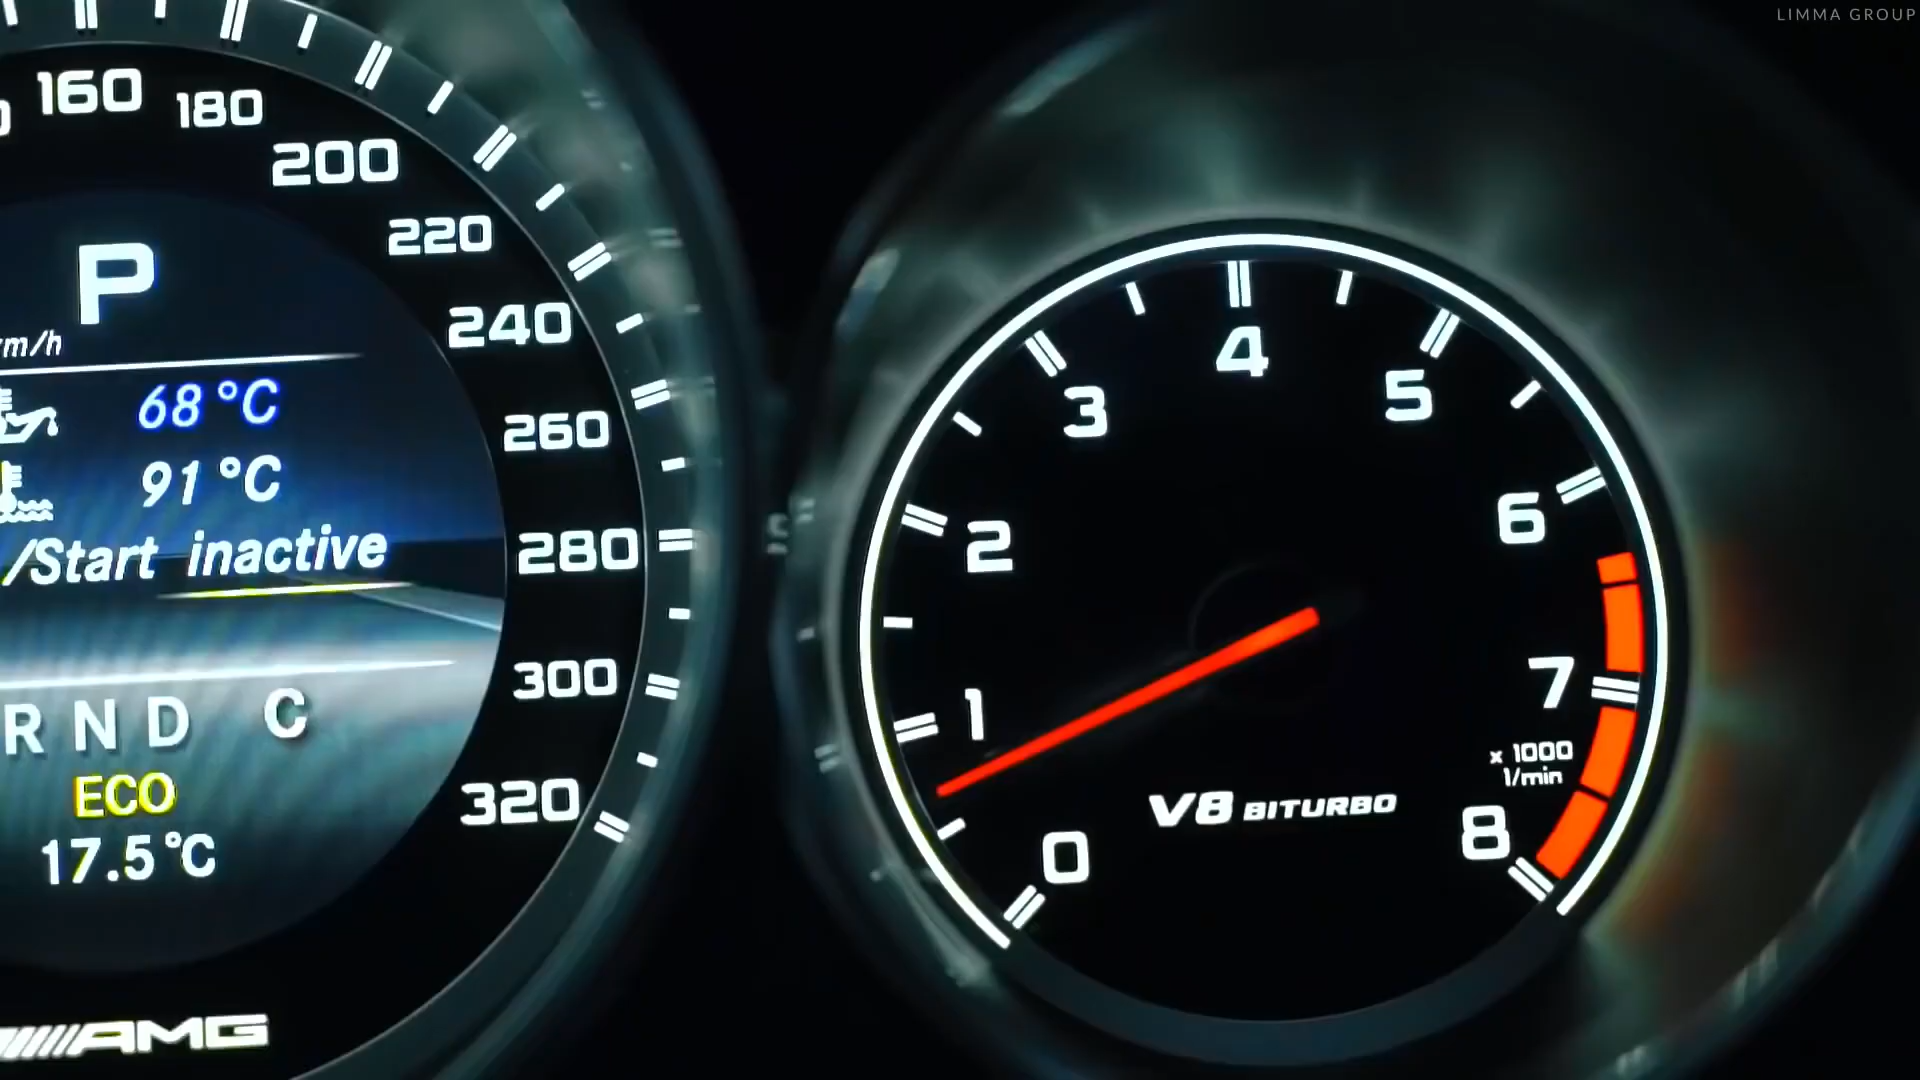 LIMMA GROUP
160
180
200
220
240
260
280
300
320
P
m/h
68 °C
91 °C
/Start inactive
R N D C
ECO
17.5 °C
AMG
0
1
2
3
4
5
6
7
8
x 1000
1/min
V8 BITURBO